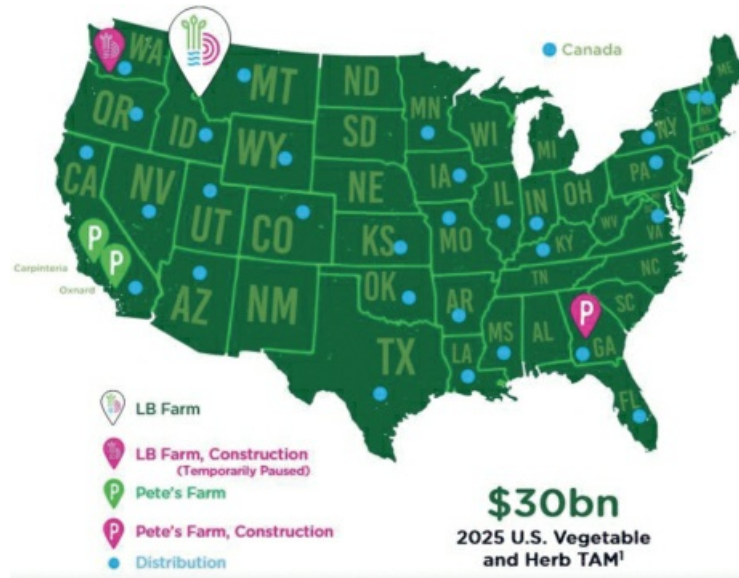 Canada
WA
MT
ND
MN
ME
OR
ID
SD
WI
NY
WY
MI
CA
NV
NE
IA
PA
UT
CO
IL
IN
OH
KS
MO
KY
WV
VA
Carpinteria
Oxnard
AZ
NM
OK
AR
TN
NC
SC
TX
LA
MS
AL
GA
FL
P
P
P
LB Farm
LB Farm, Construction
(Temporarily Paused)
P Pete's Farm
P Pete's Farm, Construction
Distribution
$30bn
2025 U.S. Vegetable
and Herb TAM¹